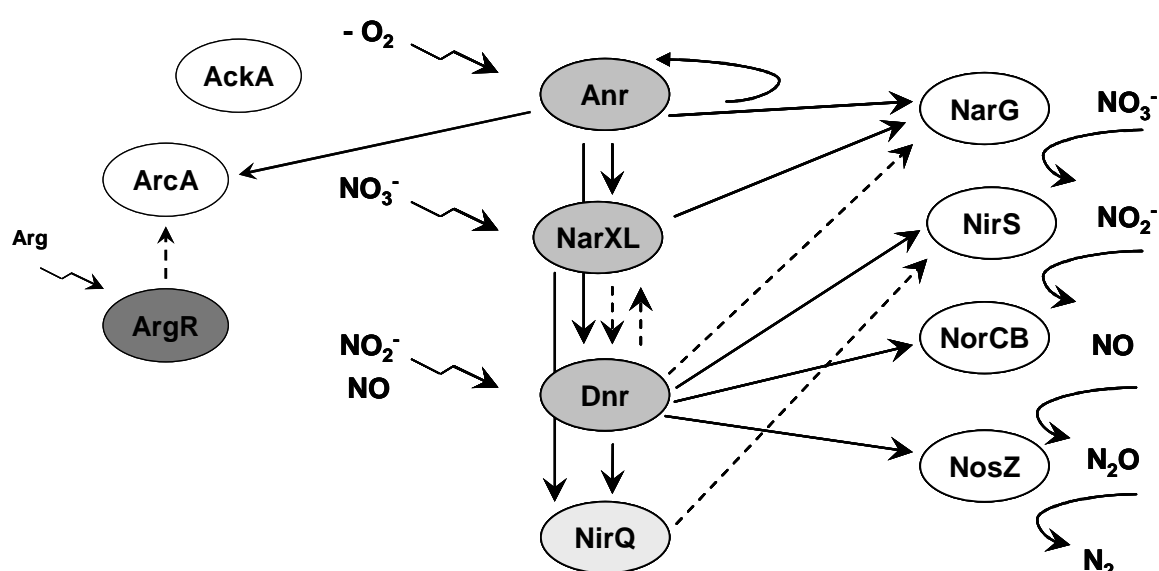 - O₂
AckA
Anr
NarG
NO₃⁻
ArcA
NO₃⁻
NarXL
NirS
NO₂⁻
Arg
ArgR
NO₂⁻
NO
Dnr
NorCB
NO
NosZ
N₂O
NirQ
N₂